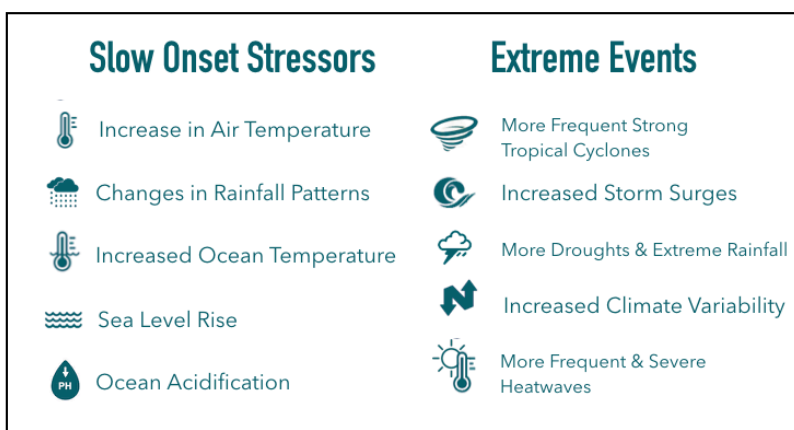 Slow Onset Stressors
Increase in Air Temperature
Changes in Rainfall Patterns
Increased Ocean Temperature
Sea Level Rise
PH
Ocean Acidification
Extreme Events
More Frequent Strong
Tropical Cyclones
Increased Storm Surges
More Droughts & Extreme Rainfall
Increased Climate Variability
More Frequent & Severe
Heatwaves